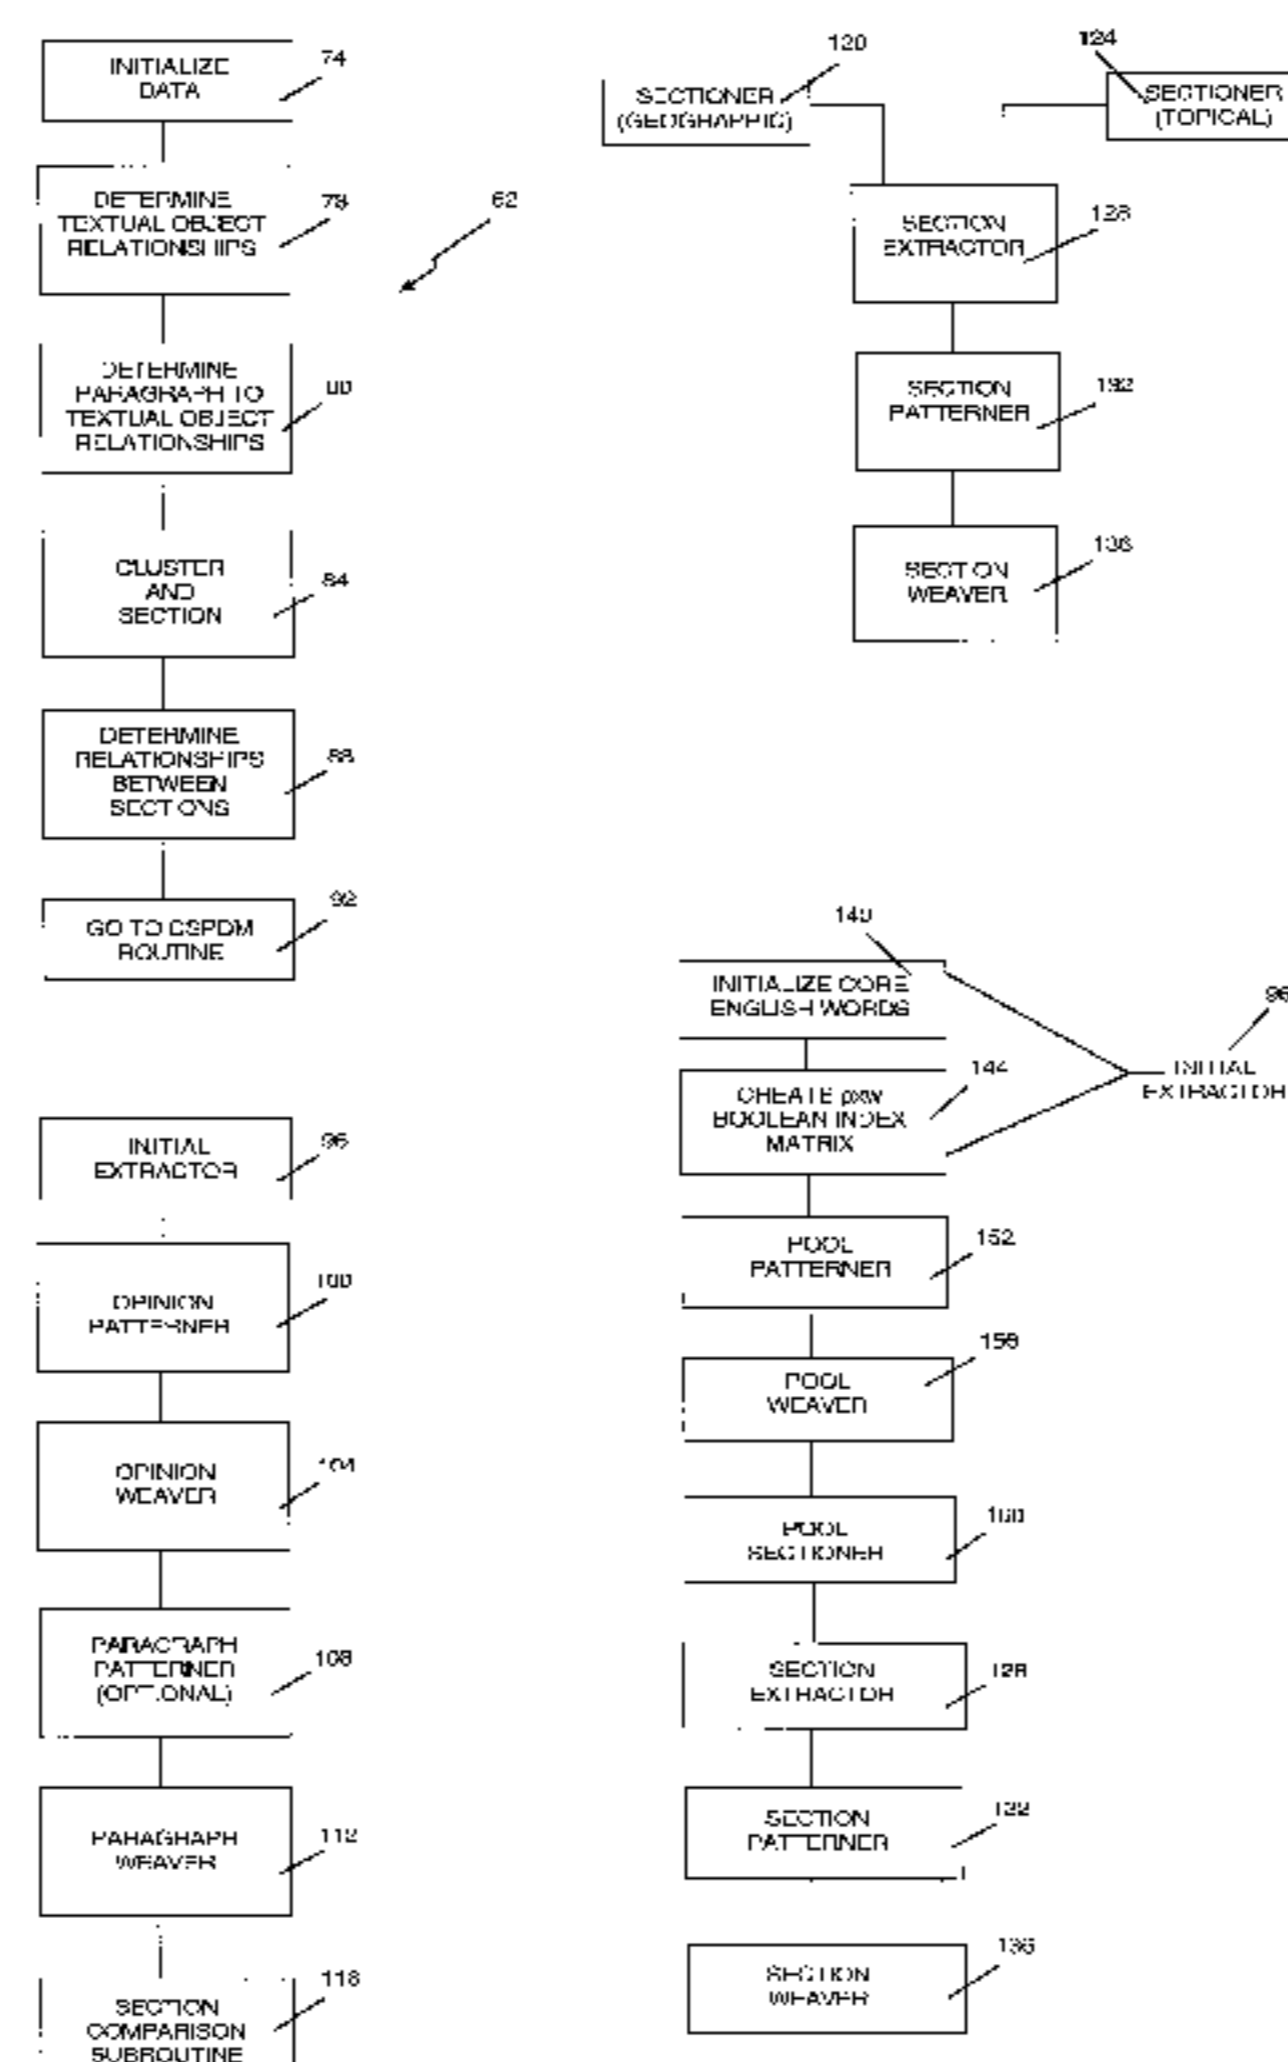 INITIALIZE
DATA
74
DETERMINE
TEXTUAL OBJECT
RELATIONSHIPS
78
62
DETERMINE
PARAGRAPH TO
TEXTUAL OBJECT
RELATIONSHIPS
CLUSTER
AND
SECTION
84
DETERMINE
RELATIONSHIPS
BETWEEN
SECTIONS
88
GO TO CSPDM
ROUTINE
92
INITIAL
EXTRACTOR
96
OPINION
PATTERNER
100
OPINION
WEAVER
104
PARAGRAPH
PATTERNER
(OPTIONAL)
108
PARAGRAPH
WEAVER
112
SECTION
COMPARISON
SUBROUTINE
116
120
SECTIONER
(GEOGRAPHIC)
124
SECTIONER
(TOPICAL)
SECTION
EXTRACTOR
128
SECTION
PATTERNER
132
SECTION
WEAVER
136
140
INITIALIZE CORE
ENGLISH WORDS
144
CREATE pxw
BOOLEAN INDEX
MATRIX
96
INITIAL
EXTRACTOR
POOL
PATTERNER
152
POOL
WEAVER
156
POOL
SECTIONER
160
SECTION
EXTRACTOR
128
SECTION
PATTERNER
132
SECTION
WEAVER
136